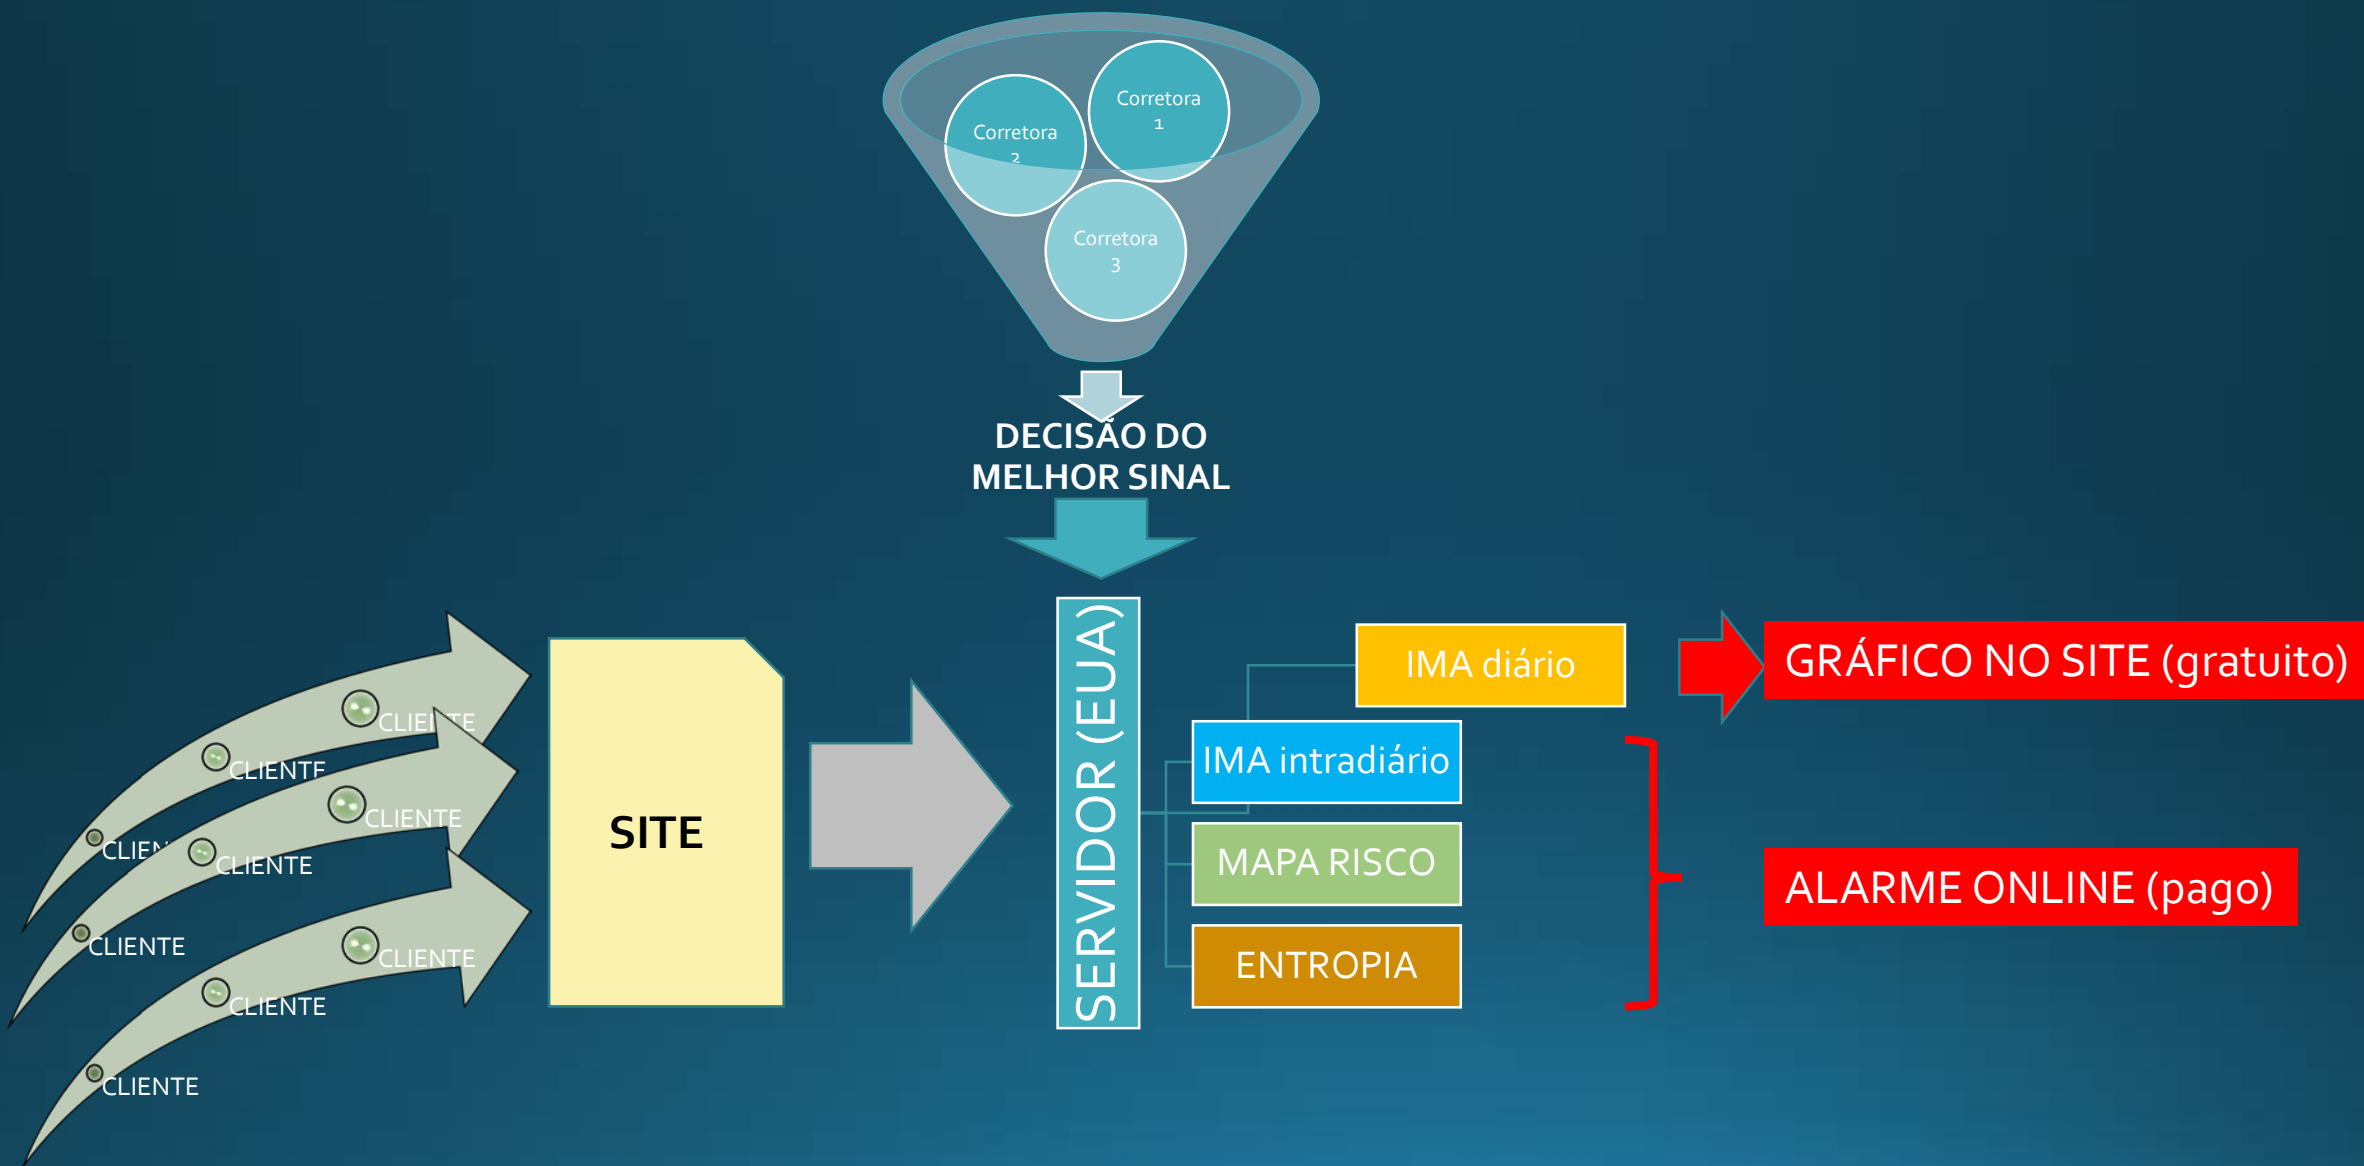 Corretora
1
Corretora
2
Corretora
3
DECISÃO DO
MELHOR SINAL
SERVIDOR (EUA)
IMA diário
GRÁFICO NO SITE (gratuito)
IMA intradiário
MAPA RISCO
ENTROPIA
ALARME ONLINE (pago)
SITE
CLIENTE
CLIENTE
CLIEN
CLIENTE
CLIENTE
CLIENTE
CLIENTE
CLIENTE
CLIENTE